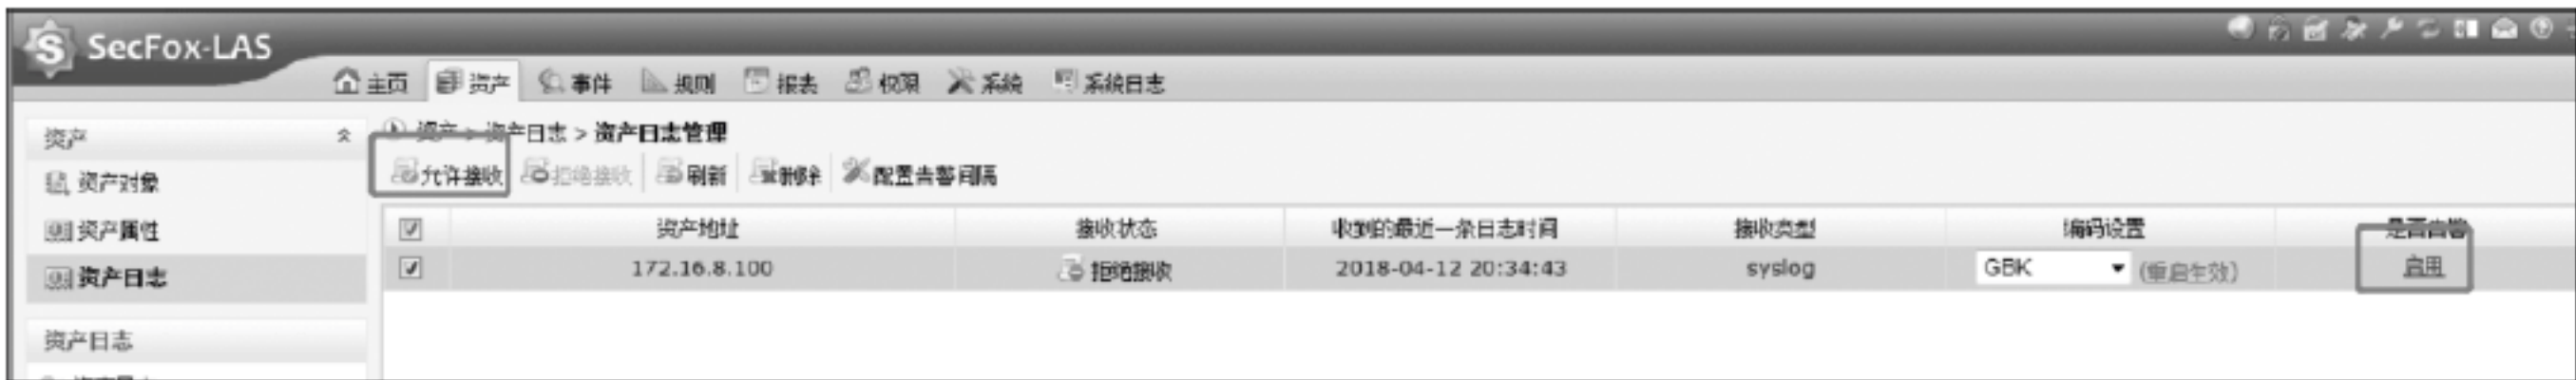 SecFox-LAS
主页 资产 事件 规则 报表 权限 系统 系统日志
资产
资产 > 资产日志 > 资产日志管理
资产对象
允许接收 拒绝接收 刷新 删除 配置告警间隔
资产属性
资产地址 接收状态 收到的最近一条日志时间 接收类型 编码设置 是否告警
资产日志
172.16.8.100 拒绝接收 2018-04-12 20:34:43 syslog GBK (重启生效) 启用
资产日志